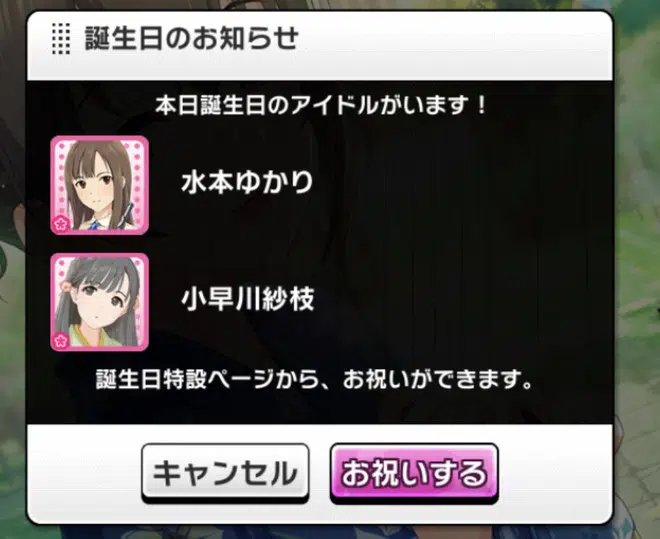 誕生日のお知らせ
本日誕生日のアイドルがいます！
水本ゆかり
小早川紗枝
誕生日特設ページから、お祝いができます。
キャンセル
お祝いする